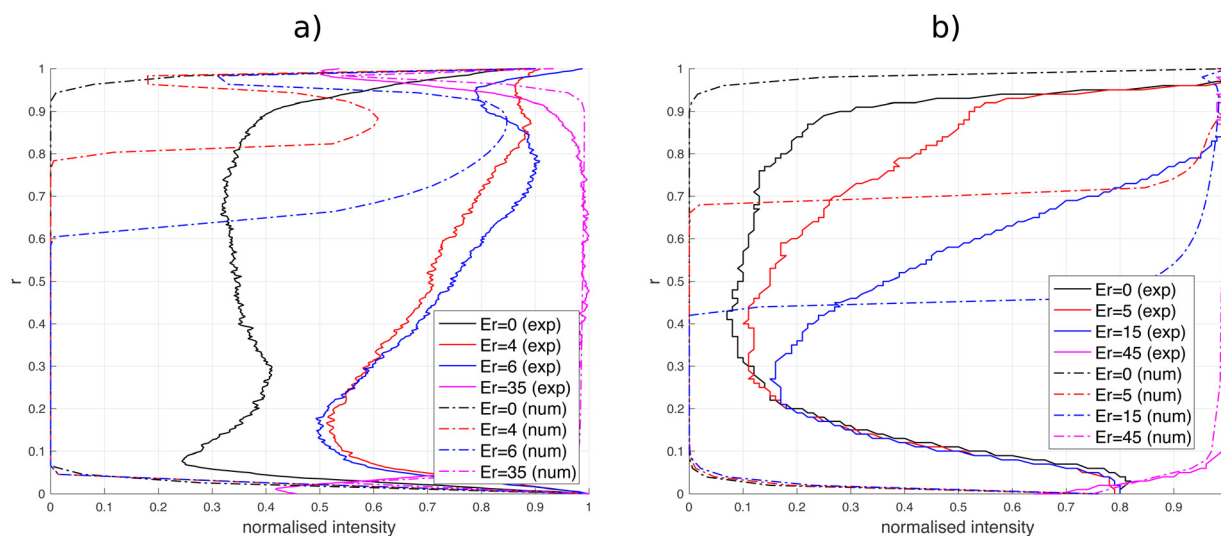 a)
1
0.9
0.8
0.7
0.6
0.5
0.4
0.3
0.2
0.1
0
r
Er=0 (exp)
Er=4 (exp)
Er=6 (exp)
Er=35 (exp)
Er=0 (num)
Er=4 (num)
Er=6 (num)
Er=35 (num)
0 0.1 0.2 0.3 0.4 0.5 0.6 0.7 0.8 0.9 1
normalised intensity
b)
1
0.9
0.8
0.7
0.6
0.5
0.4
0.3
0.2
0.1
0
r
Er=0 (exp)
Er=5 (exp)
Er=15 (exp)
Er=45 (exp)
Er=0 (num)
Er=5 (num)
Er=15 (num)
Er=45 (num)
0 0.1 0.2 0.3 0.4 0.5 0.6 0.7 0.8 0.9
normalised intensity